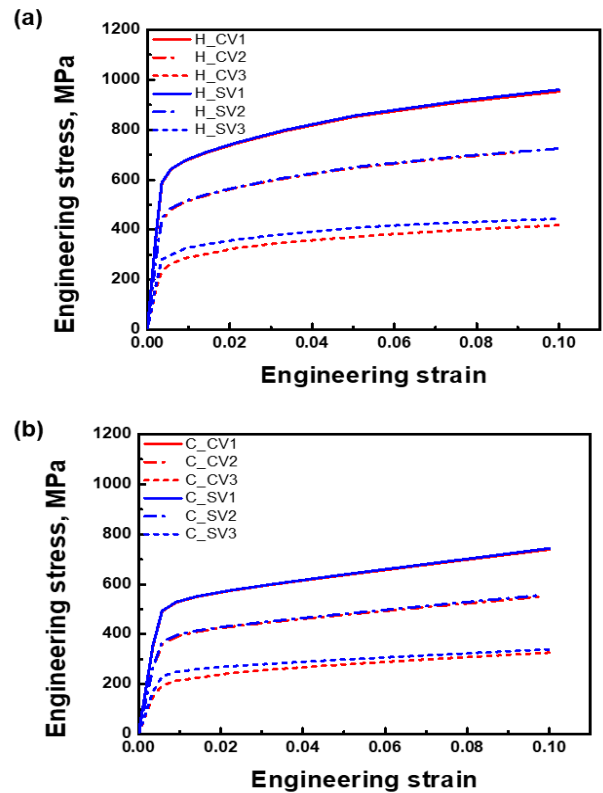 (a)
Engineering stress, MPa
1200
1000
800
600
400
200
0
H_CV1
H_CV2
H_CV3
H_SV1
H_SV2
H_SV3
0.00 0.02 0.04 0.06 0.08 0.10
Engineering strain
(b)
Engineering stress, MPa
1200
1000
800
600
400
200
0
C_CV1
C_CV2
C_CV3
C_SV1
C_SV2
C_SV3
0.00 0.02 0.04 0.06 0.08 0.10
Engineering strain